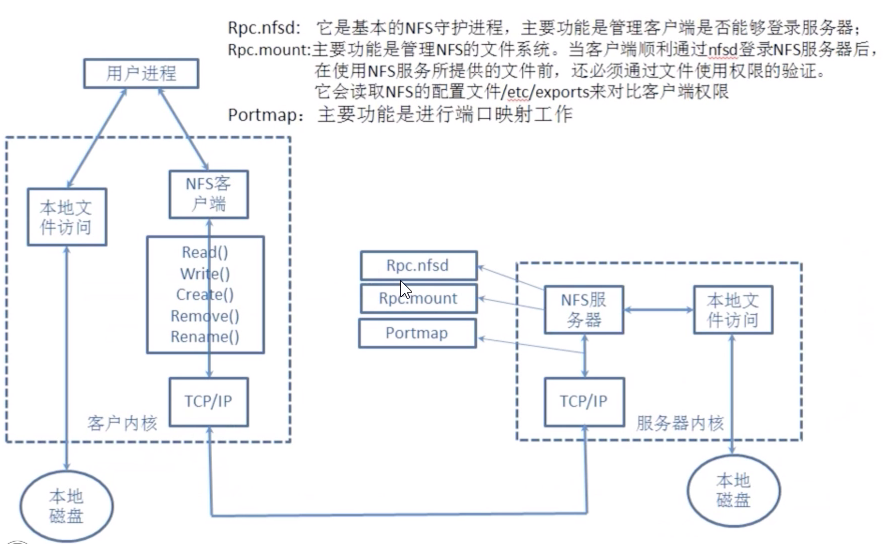 Rpc.nfsd: 它是基本的NFS守护进程，主要功能是管理客户端是否能够登录服务器；
Rpc.mount:主要功能是管理NFS的文件系统。当客户端顺利通过nfsd登录NFS服务器后，
在使用NFS服务所提供的文件前，还必须通过文件使用权限的验证。
它会读取NFS的配置文件/etc/exports来对比客户端权限
Portmap：主要功能是进行端口映射工作
用户进程
本地文
件访问
NFS客
户端
Read()
Write()
Create()
Remove()
Rename()
TCP/IP
客户内核
本地
磁盘
Rpc.nfsd
Rpc.mount
Portmap
NFS服
务器
本地文
件访问
TCP/IP
服务器内核
本地
磁盘